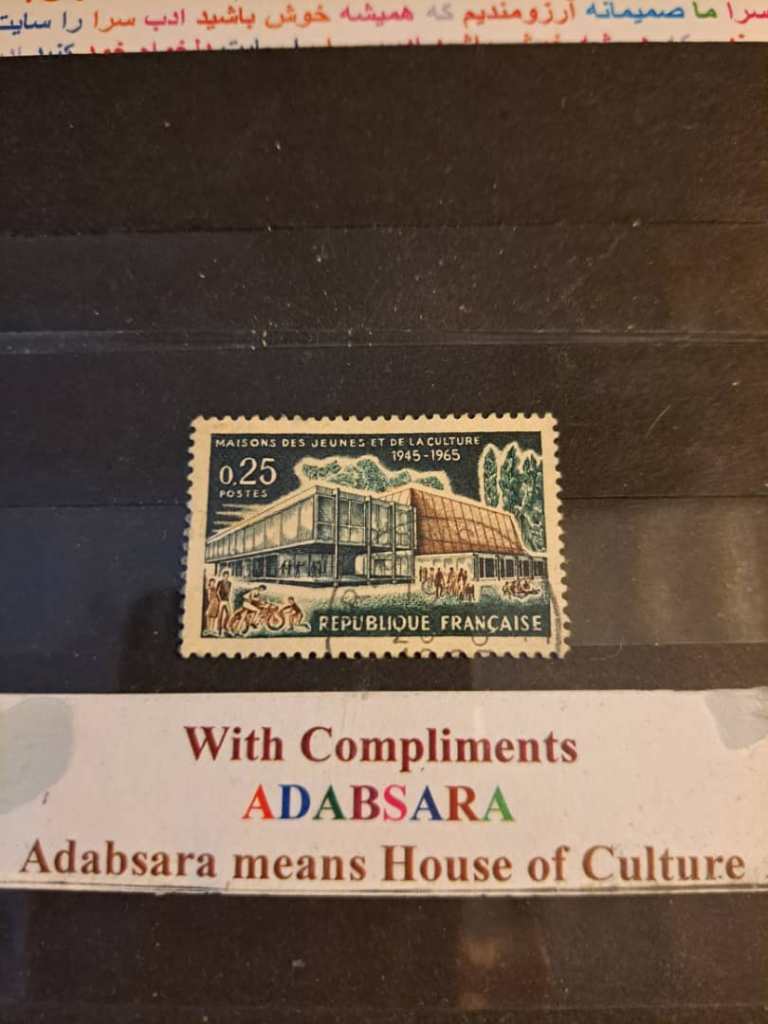 سرا ما صمیمانه آرزومندیم که همیشه خوش باشید ادب سرا را سایت
MAISONS DES JEUNES ET DE LA CULTURE
1945-1965
0.25
POSTES
REPUBLIQUE FRANÇAISE
With Compliments
ADABSARA
Adabsara means House of Culture